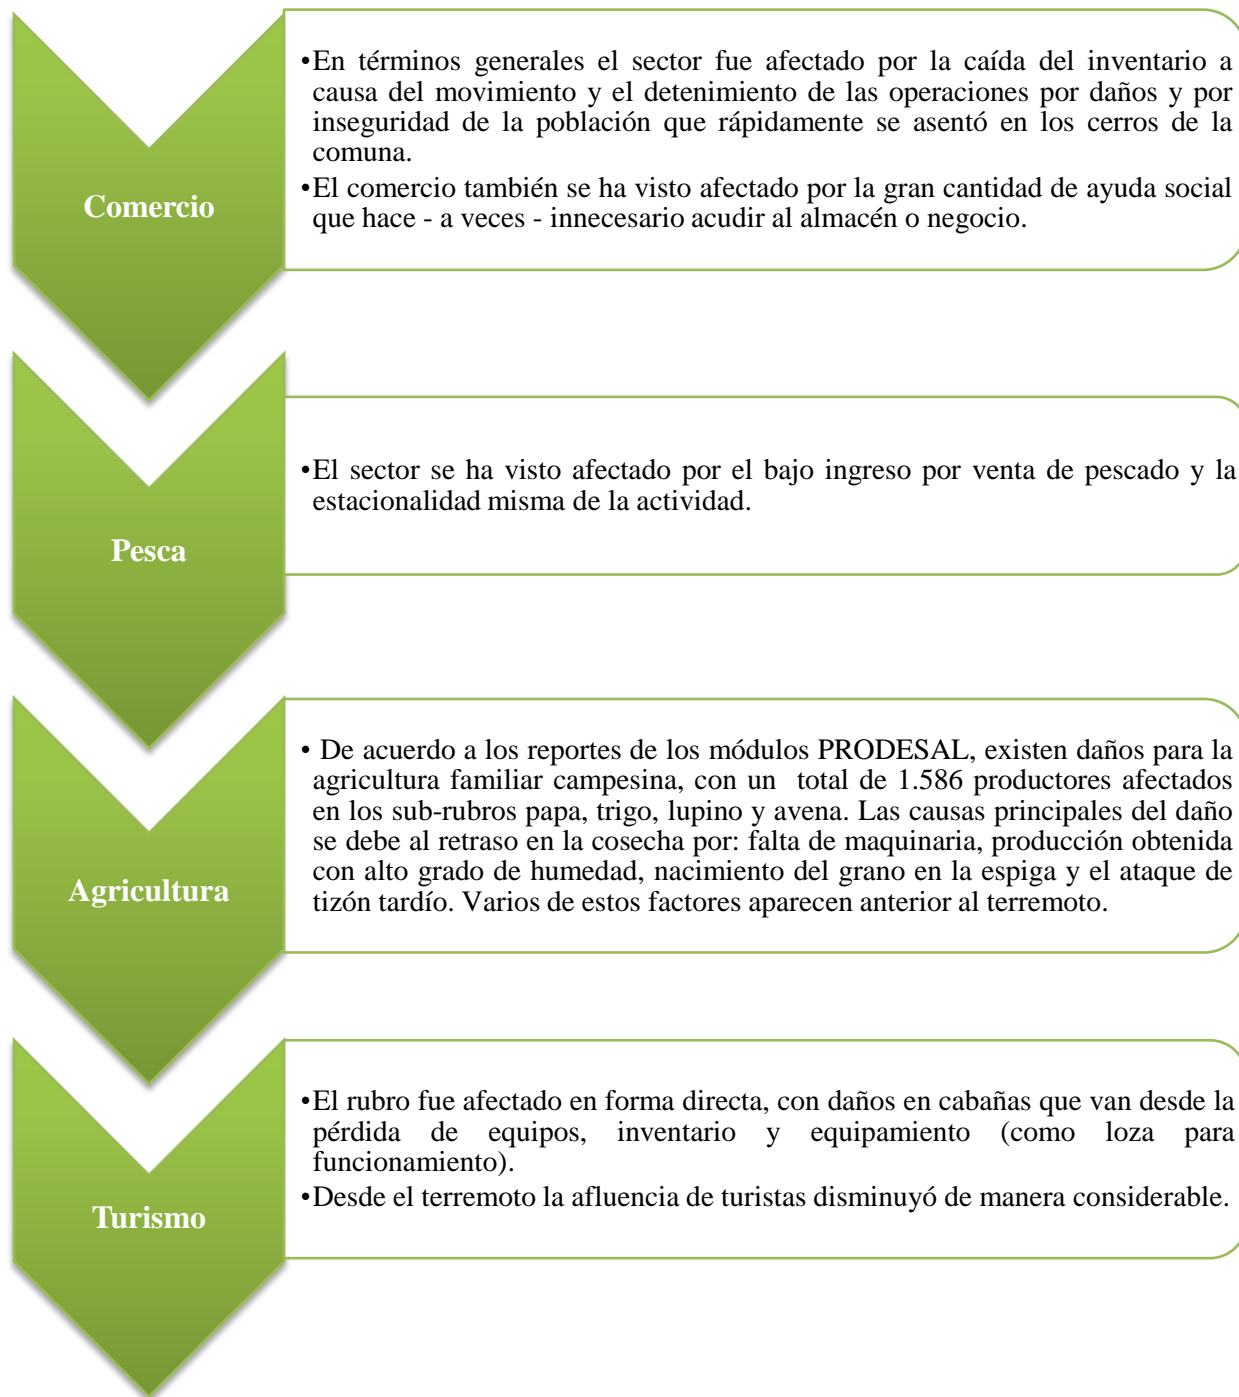 Comercio
•En términos generales el sector fue afectado por la caída del inventario a
causa del movimiento y el detenimiento de las operaciones por daños y por
inseguridad de la población que rápidamente se asentó en los cerros de la
comuna.
•El comercio también se ha visto afectado por la gran cantidad de ayuda social
que hace - a veces - innecesario acudir al almacén o negocio.
Pesca
•El sector se ha visto afectado por el bajo ingreso por venta de pescado y la
estacionalidad misma de la actividad.
Agricultura
• De acuerdo a los reportes de los módulos PRODESAL, existen daños para la
agricultura familiar campesina, con un total de 1.586 productores afectados
en los sub-rubros papa, trigo, lupino y avena. Las causas principales del daño
se debe al retraso en la cosecha por: falta de maquinaria, producción obtenida
con alto grado de humedad, nacimiento del grano en la espiga y el ataque de
tizón tardío. Varios de estos factores aparecen anterior al terremoto.
Turismo
•El rubro fue afectado en forma directa, con daños en cabañas que van desde la
pérdida de equipos, inventario y equipamiento (como loza para
funcionamiento).
•Desde el terremoto la afluencia de turistas disminuyó de manera considerable.